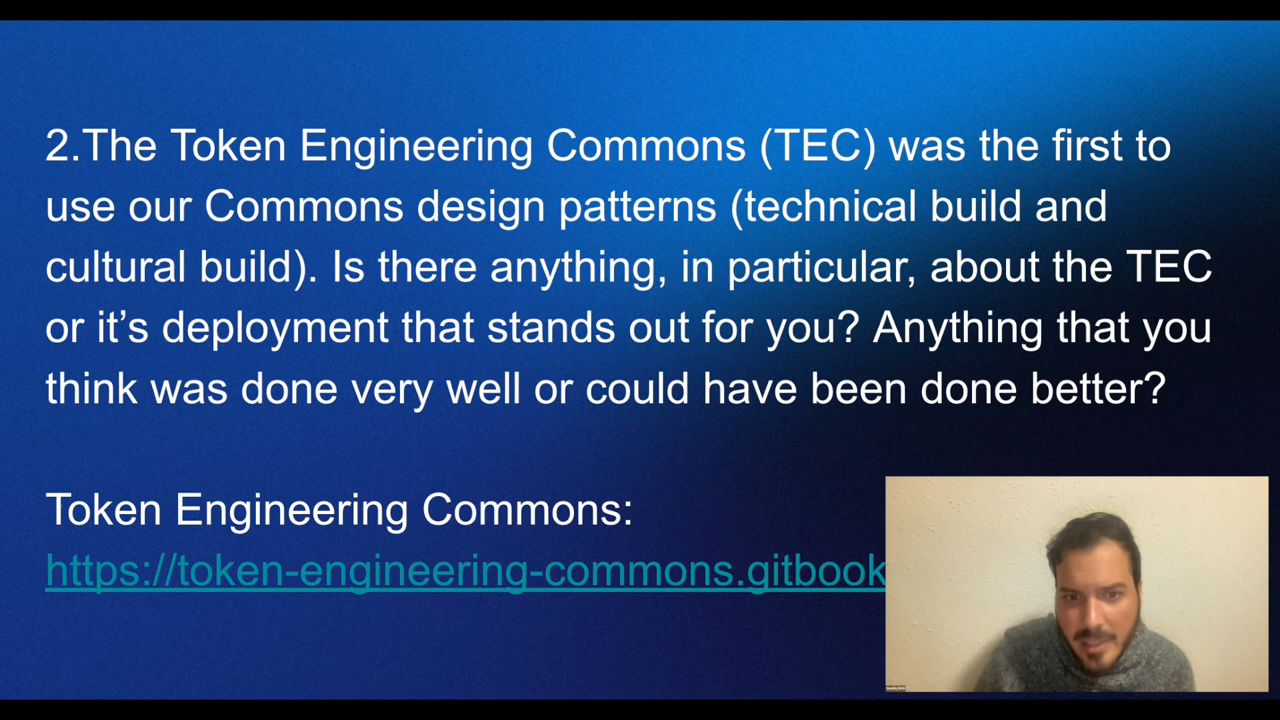 2.The Token Engineering Commons (TEC) was the first to
use our Commons design patterns (technical build and
cultural build). Is there anything, in particular, about the TEC
or it’s deployment that stands out for you? Anything that you
think was done very well or could have been done better?
Token Engineering Commons:
https://token-engineering-commons.gitbook